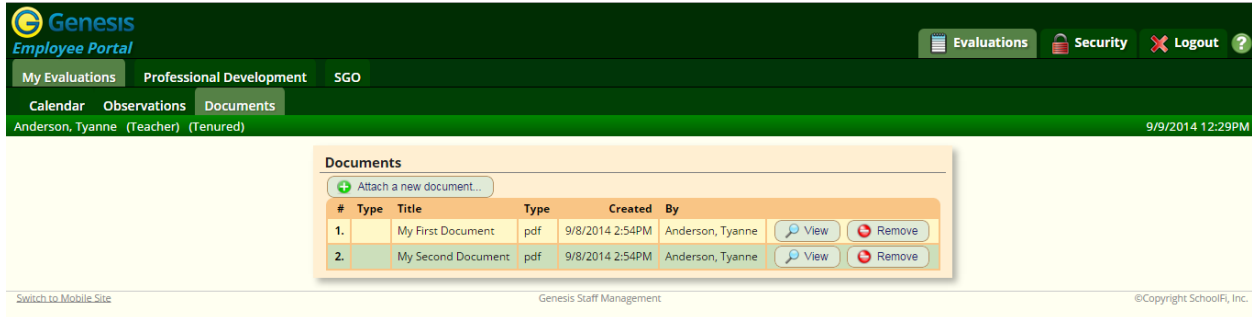 Genesis
Employee Portal
Evaluations Security Logout ?
My Evaluations Professional Development SGO
Calendar Observations Documents
Anderson, Tyanne (Teacher) (Tenured) 9/9/2014 12:29PM
Documents
Attach a new document...
# Type Title Type Created By
1. My First Document pdf 9/8/2014 2:54PM Anderson, Tyanne View Remove
2. My Second Document pdf 9/8/2014 2:54PM Anderson, Tyanne View Remove
Switch to Mobile Site Genesis Staff Management ©Copyright SchoolFi, Inc.